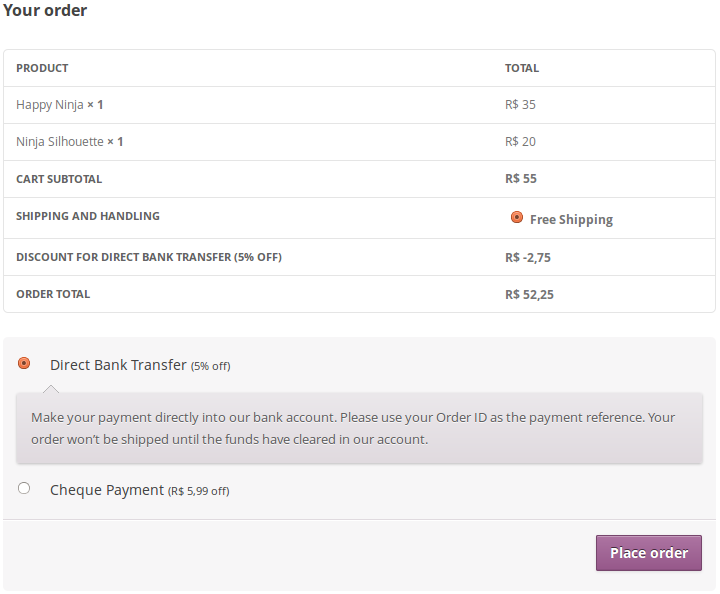 Your order
PRODUCT TOTAL
Happy Ninja × 1 R$ 35
Ninja Silhouette × 1 R$ 20
CART SUBTOTAL R$ 55
SHIPPING AND HANDLING Free Shipping
DISCOUNT FOR DIRECT BANK TRANSFER (5% OFF) R$ -2,75
ORDER TOTAL R$ 52,25
Direct Bank Transfer (5% off)
Make your payment directly into our bank account. Please use your Order ID as the payment reference. Your
order won't be shipped until the funds have cleared in our account.
Cheque Payment (R$ 5,99 off)
Place order